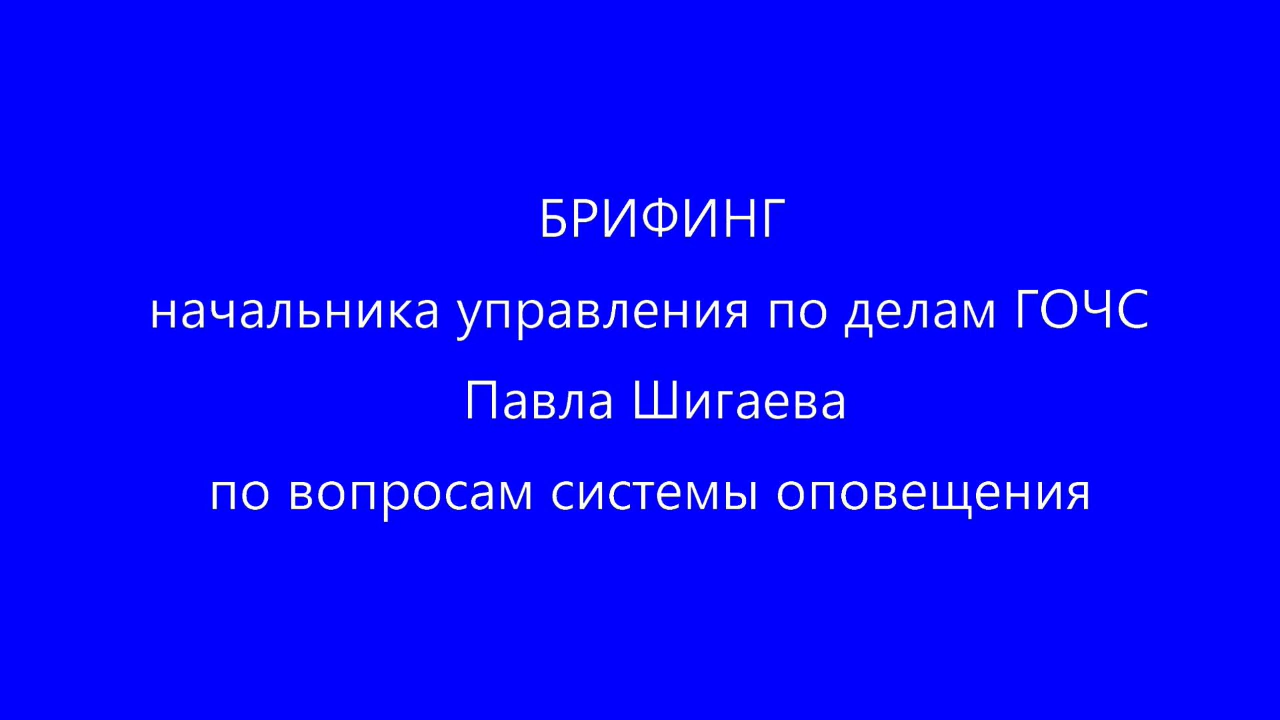 БРИФИНГ
начальника управления по делам ГОЧС
Павла Шигаева
по вопросам системы оповещения